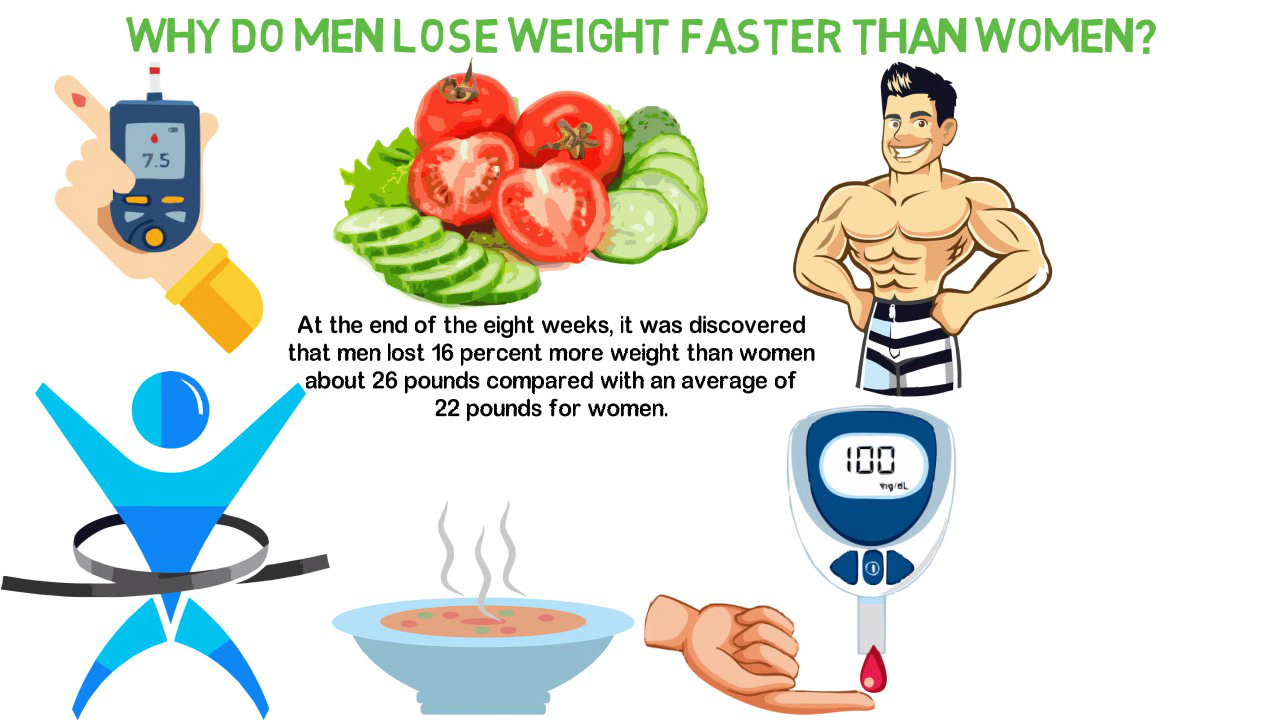 WHY DO MEN LOSE WEIGHT FASTER THAN WOMEN?
7.5
At the end of the eight weeks, it was discovered
that men lost 16 percent more weight than women
about 26 pounds compared with an average of
22 pounds for women.
100
mg/dL